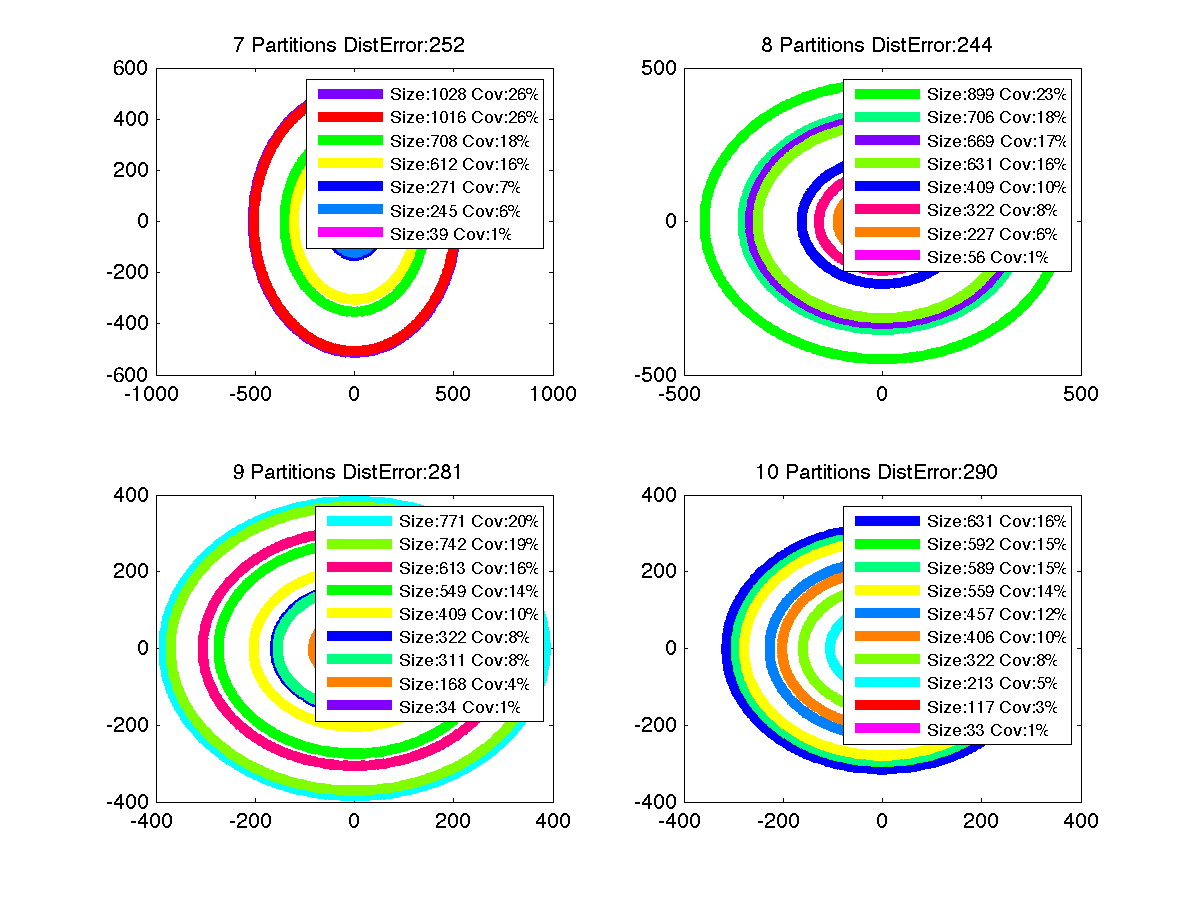 7 Partitions DistError:252
600
400
200
0
-200
-400
-600
-1000
-500
0
500
1000
Size:1028 Cov:26%
Size:1016 Cov:26%
Size:708 Cov:18%
Size:612 Cov:16%
Size:271 Cov:7%
Size:245 Cov:6%
Size:39 Cov:1%
8 Partitions DistError:244
500
0
-500
-500
0
500
Size:899 Cov:23%
Size:706 Cov:18%
Size:669 Cov:17%
Size:631 Cov:16%
Size:409 Cov:10%
Size:322 Cov:8%
Size:227 Cov:6%
Size:56 Cov:1%
9 Partitions DistError:281
400
200
0
-200
-400
-400
-200
0
200
400
Size:771 Cov:20%
Size:742 Cov:19%
Size:613 Cov:16%
Size:549 Cov:14%
Size:409 Cov:10%
Size:322 Cov:8%
Size:311 Cov:8%
Size:168 Cov:4%
Size:34 Cov:1%
10 Partitions DistError:290
400
200
0
-200
-400
-400
-200
0
200
400
Size:631 Cov:16%
Size:592 Cov:15%
Size:589 Cov:15%
Size:559 Cov:14%
Size:457 Cov:12%
Size:406 Cov:10%
Size:322 Cov:8%
Size:213 Cov:5%
Size:117 Cov:3%
Size:33 Cov:1%